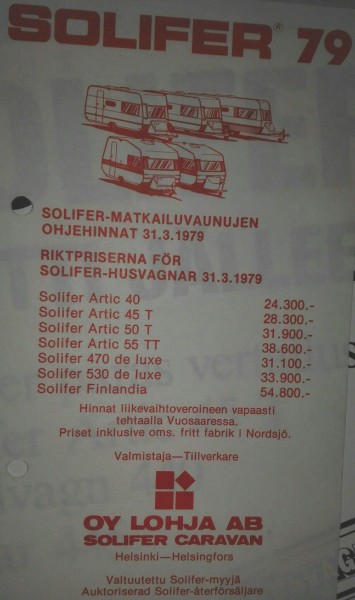 SOLIFER® 79
SOLIFER-MATKAILUVAUNUJEN
OHJEHINNAT 31.3.1979
RIKTPRISERNA FÖR
SOLIFER-HUSVAGNAR 31.3.1979
Solifer Artic 40 24.300.-
Solifer Artic 45 T 28.300.-
Solifer Artic 50 T 31.900.-
Solifer Artic 55 TT 38.600.-
Solifer 470 de luxe 31.100.-
Solifer 530 de luxe 33.900.-
Solifer Finlandia 54.800.-
Hinnat liikevaihtoveroineen vapaasti
tehtaalla Vuosaaressa.
Priset inklusive oms. fritt fabrik i Nordsjö.
Valmistaja—Tillverkare
OY LOHJA AB
SOLIFER CARAVAN
Helsinki—Helsingfors
Valtuutettu Solifer-myyjä
Auktoriserad Solifer-återförsäljare